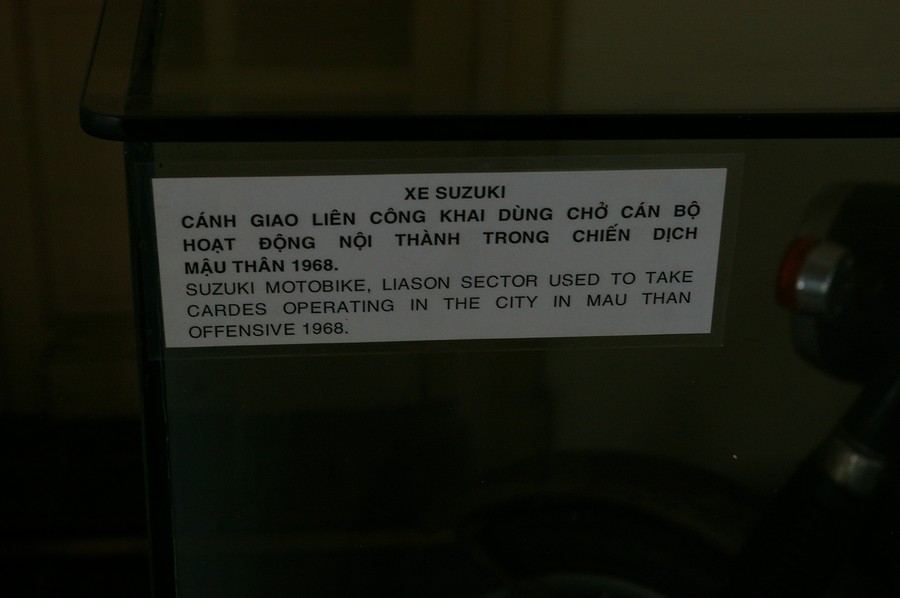 XE SUZUKI
CÁNH GIAO LIÊN CÔNG KHAI DÙNG CHỞ CÁN BỘ
HOẠT ĐỘNG NỘI THÀNH TRONG CHIẾN DỊCH
MẬU THÂN 1968.
SUZUKI MOTOBIKE, LIASON SECTOR USED TO TAKE
CARDES OPERATING IN THE CITY IN MAU THAN
OFFENSIVE 1968.